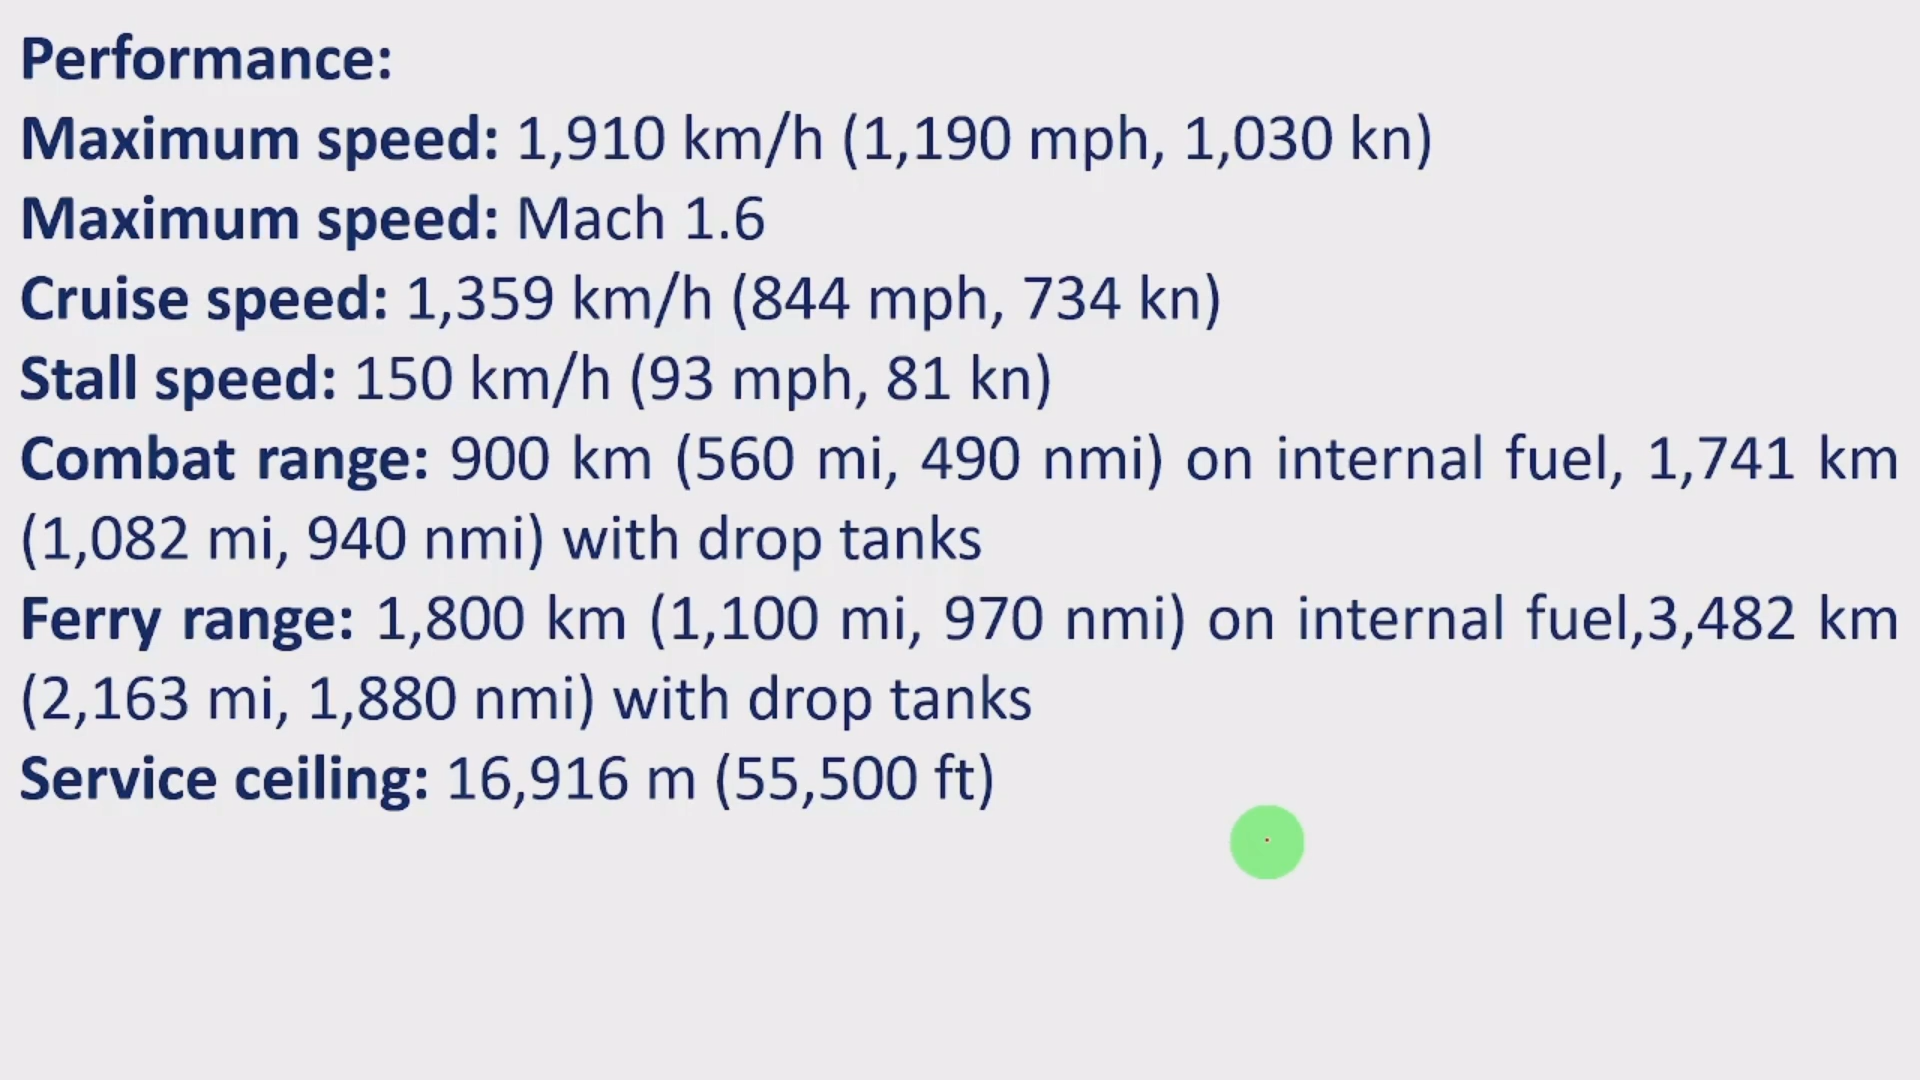 Performance:
Maximum speed: 1,910 km/h (1,190 mph, 1,030 kn)
Maximum speed: Mach 1.6
Cruise speed: 1,359 km/h (844 mph, 734 kn)
Stall speed: 150 km/h (93 mph, 81 kn)
Combat range: 900 km (560 mi, 490 nmi) on internal fuel, 1,741 km
(1,082 mi, 940 nmi) with drop tanks
Ferry range: 1,800 km (1,100 mi, 970 nmi) on internal fuel,3,482 km
(2,163 mi, 1,880 nmi) with drop tanks
Service ceiling: 16,916 m (55,500 ft)